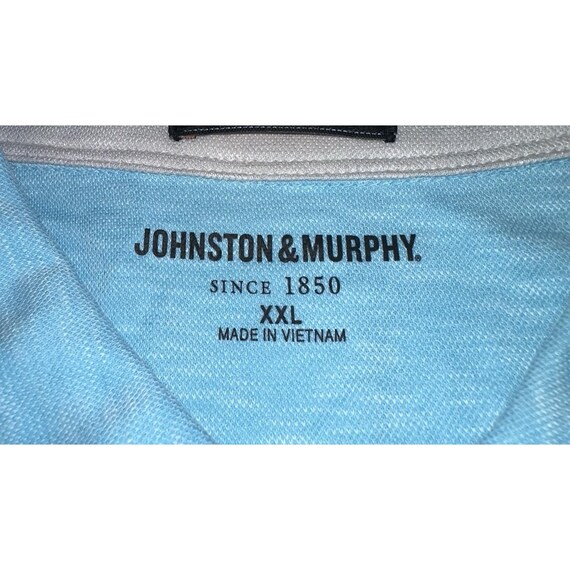 JOHNSTON & MURPHY®
SINCE 1850
XXL
MADE IN VIETNAM